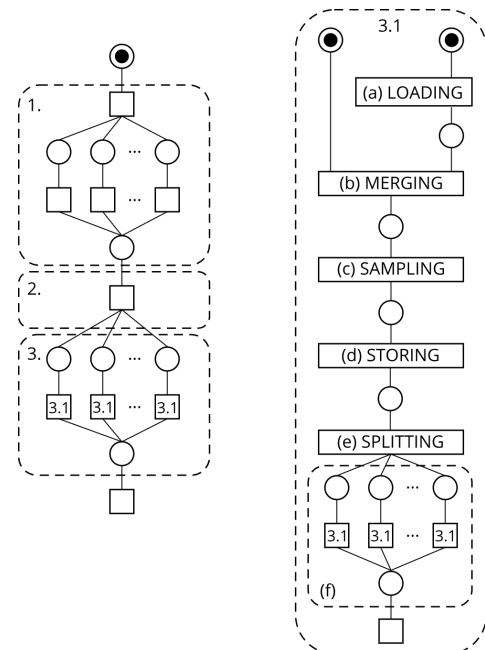 1.
...
...
2.
3.
...
3.1 3.1 ... 3.1
3.1
(a) LOADING
(b) MERGING
(c) SAMPLING
(d) STORING
(e) SPLITTING
...
3.1 3.1 ... 3.1
(f)